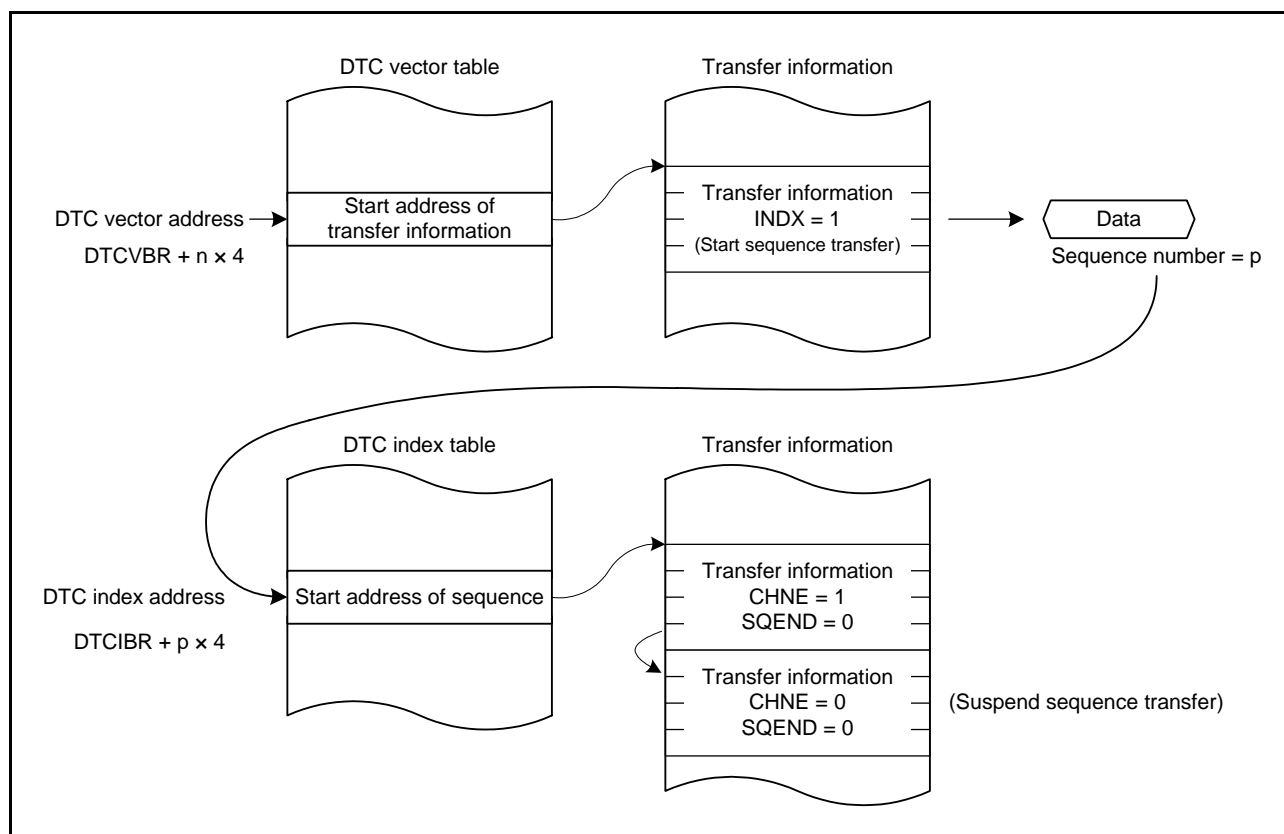 DTC vector table
Transfer information
DTC vector address
DTCVBR + n × 4
Start address of
transfer information
Transfer information
INDX = 1
(Start sequence transfer)
Data
Sequence number = p
DTC index table
Transfer information
DTC index address
DTCIBR + p × 4
Start address of sequence
Transfer information
CHNE = 1
SQEND = 0
Transfer information
CHNE = 0
SQEND = 0
(Suspend sequence transfer)